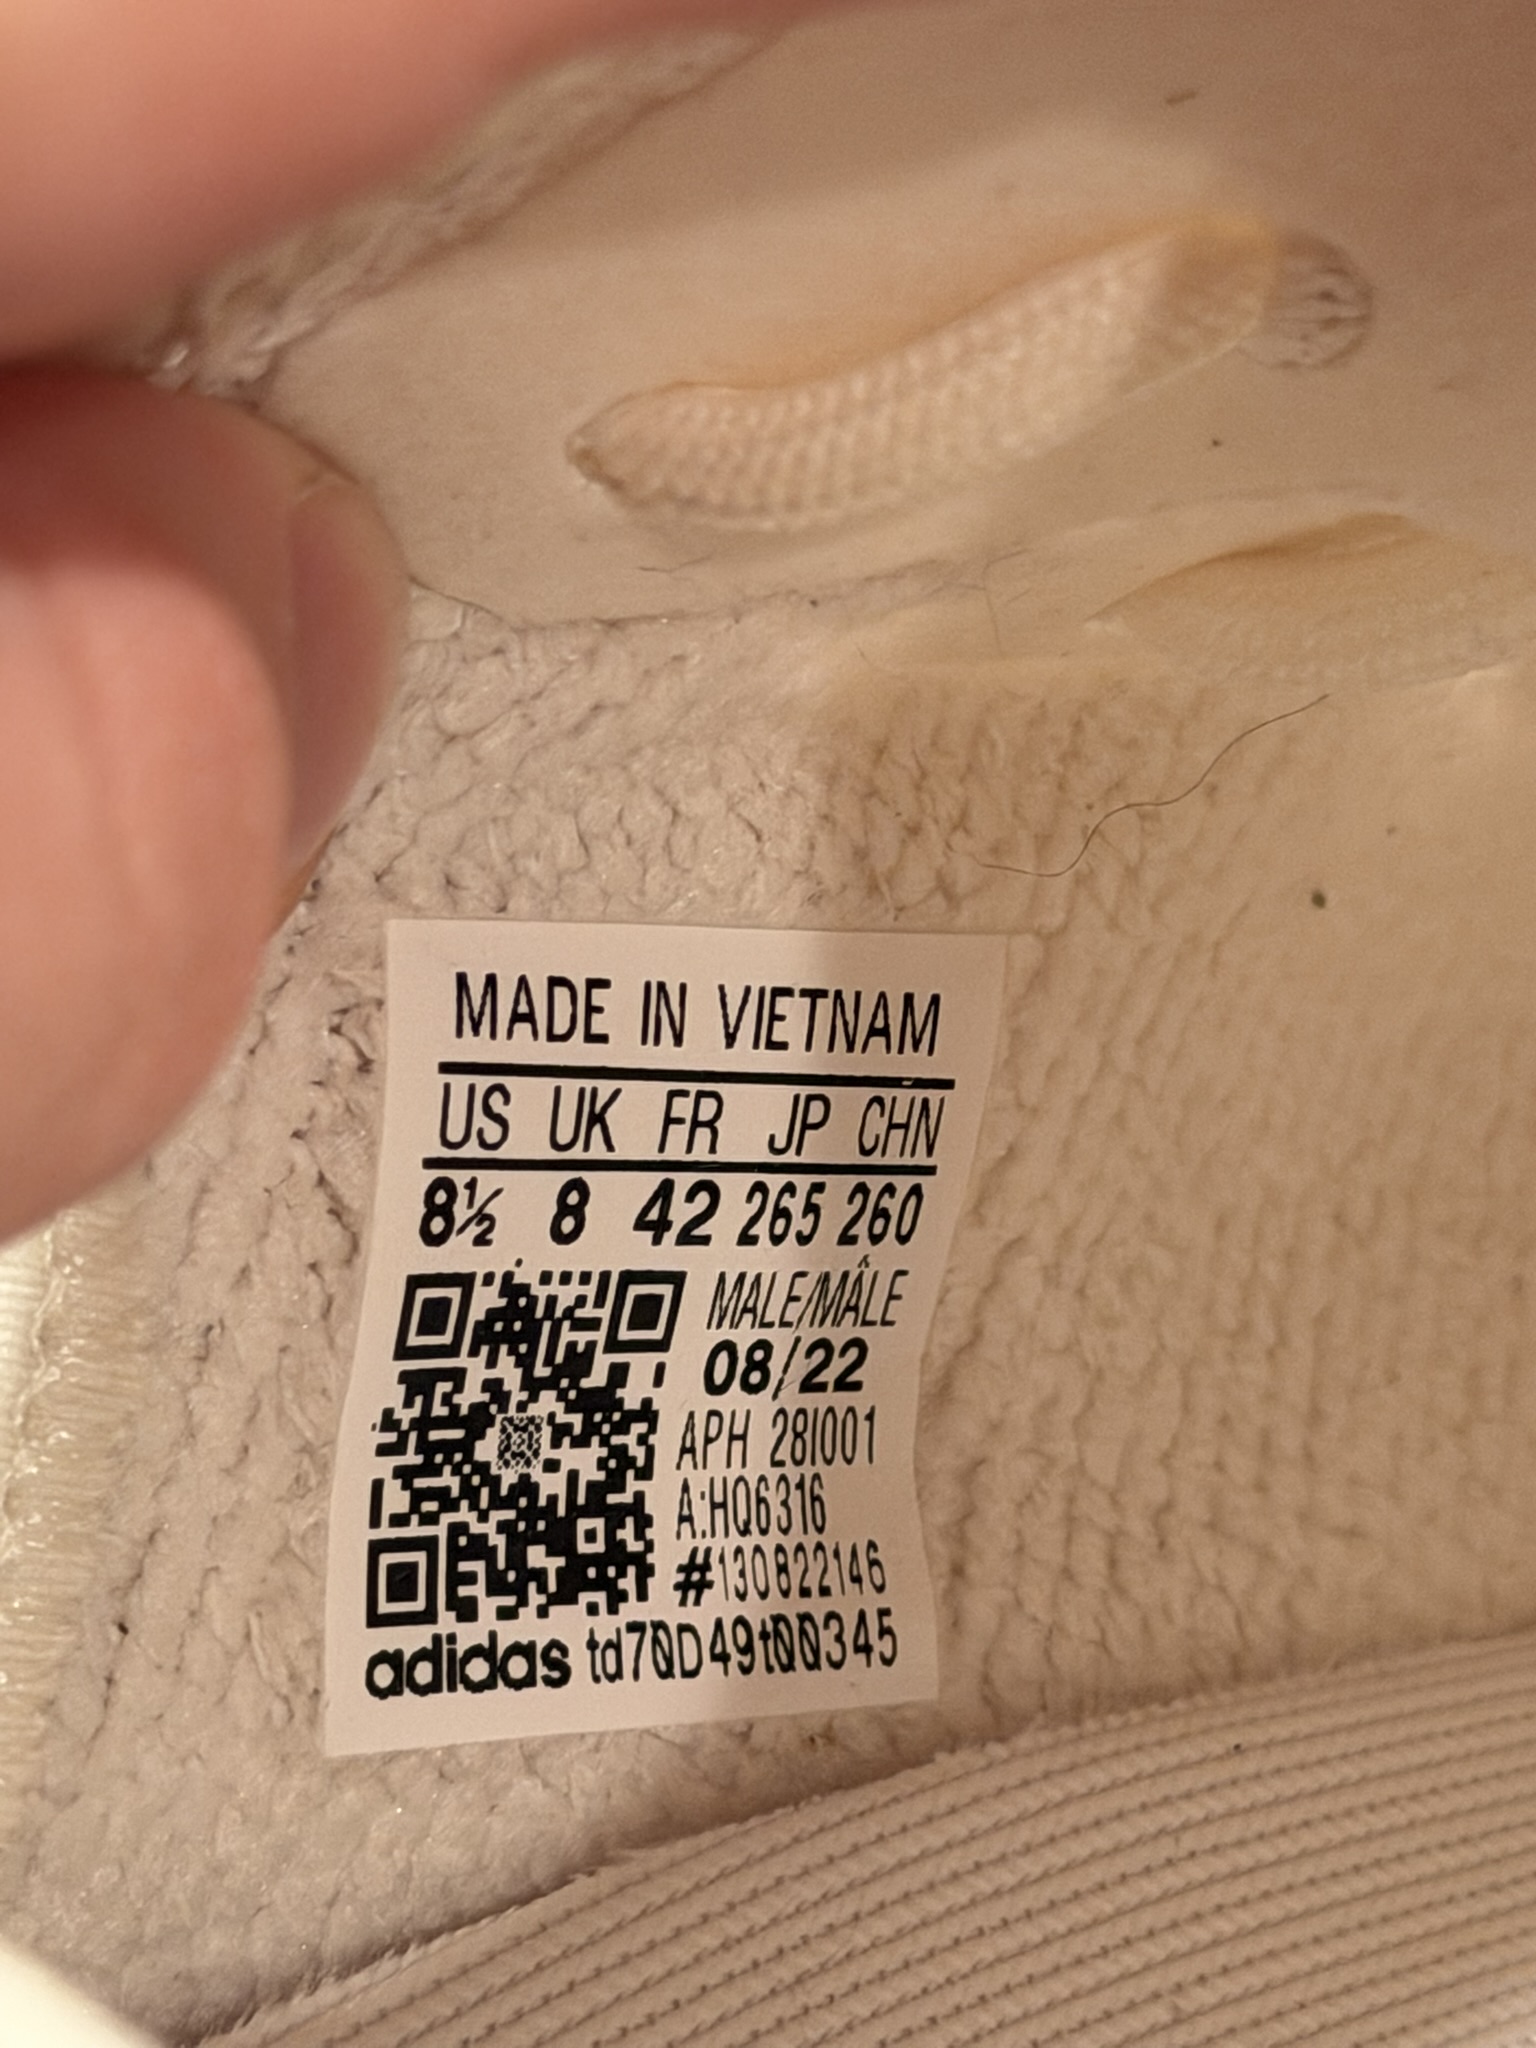 MADE IN VIETNAM
US UK FR JP CHN
8½ 8 42 265 260
MALE/MÂLE
08/22
APH 28I001
A:HQ6316
#130822146
adidas td70D49t00345